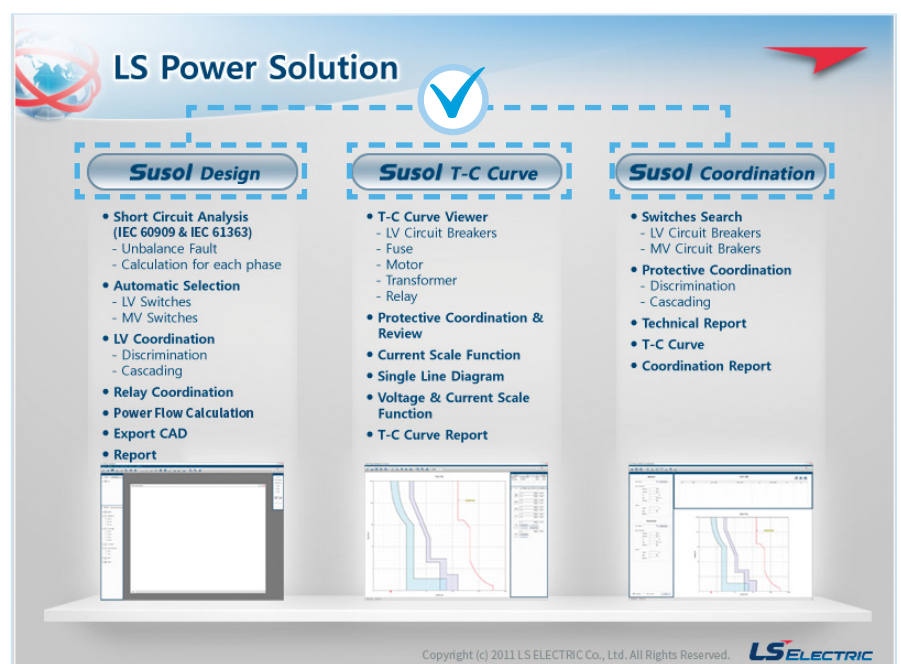 LS Power Solution
Susol Design
• Short Circuit Analysis
(IEC 60909 & IEC 61363)
- Unbalance Fault
- Calculation for each phase
• Automatic Selection
- LV Switches
- MV Switches
• LV Coordination
- Discrimination
- Cascading
• Relay Coordination
• Power Flow Calculation
• Export CAD
• Report
Susol T-C Curve
• T-C Curve Viewer
- LV Circuit Breakers
- Fuse
- Motor
- Transformer
- Relay
• Protective Coordination &
Review
• Current Scale Function
• Single Line Diagram
• Voltage & Current Scale
Function
• T-C Curve Report
Susol Coordination
• Switches Search
- LV Circuit Breakers
- MV Circuit Brakers
• Protective Coordination
- Discrimination
- Cascading
• Technical Report
• T-C Curve
• Coordination Report
Copyright (c) 2011 LS ELECTRIC Co., Ltd. All Rights Reserved.
LS ELECTRIC